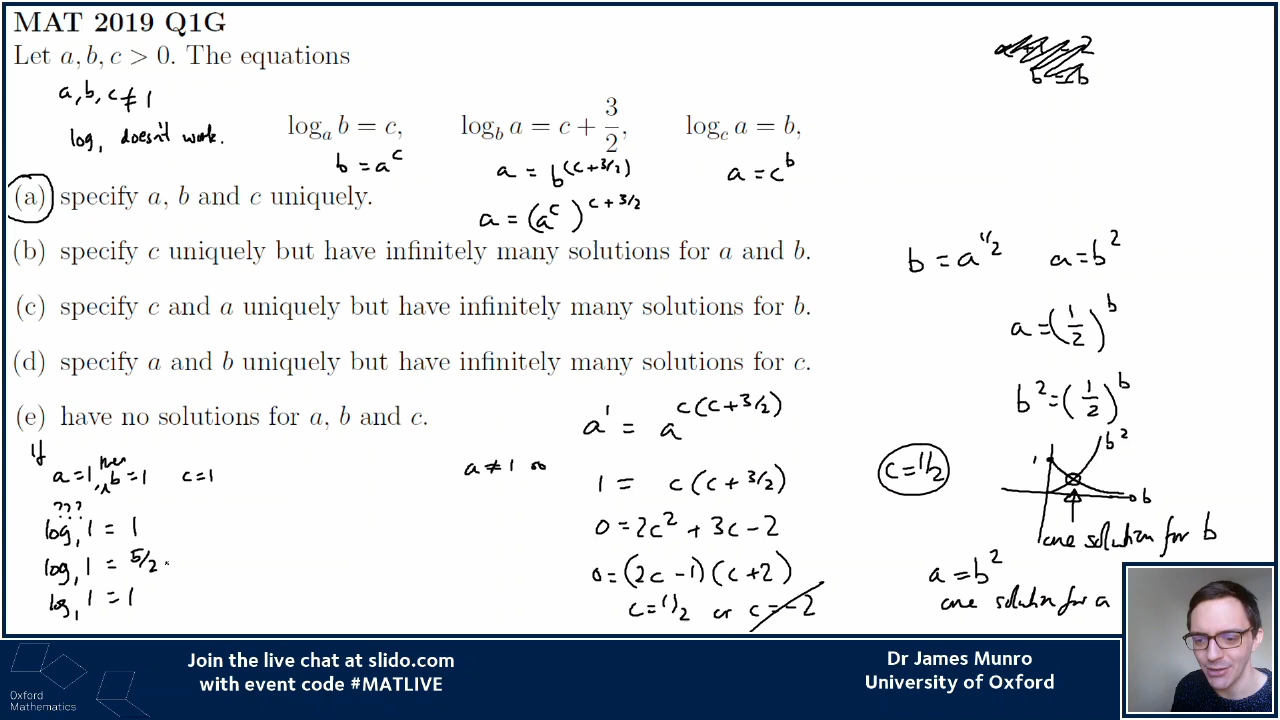 MAT 2019 Q1G
Let a, b, c > 0. The equations
a, b, c ≠ 1
log₁ doesn't work.
logₐ b = c,
log_b a = c + 3/2,
log_c a = b,
b = a^c
a = b^(c+3/2)
a = c^b
a = (a^c)^(c+3/2)
(a) specify a, b and c uniquely.
(b) specify c uniquely but have infinitely many solutions for a and b.
(c) specify c and a uniquely but have infinitely many solutions for b.
(d) specify a and b uniquely but have infinitely many solutions for c.
(e) have no solutions for a, b and c.
If
a = 1, then b = 1 c = 1
???
log₁ 1 = 1
log₁ 1 = 5/2
log₁ 1 = 1
a¹ = a^(c(c+3/2))
a ≠ 1 so
1 = c(c+3/2)
0 = 2c² + 3c - 2
0 = (2c - 1)(c + 2)
c = 1/2 or c = -2
c = 1/2
b = a^(1/2) a = b²
a = (1/2)^b
b² = (1/2)^b
1
b²
b
one solution for b
a = b²
one solution for a
Oxford
Mathematics
Join the live chat at slido.com
with event code #MATLIVE
Dr James Munro
University of Oxford